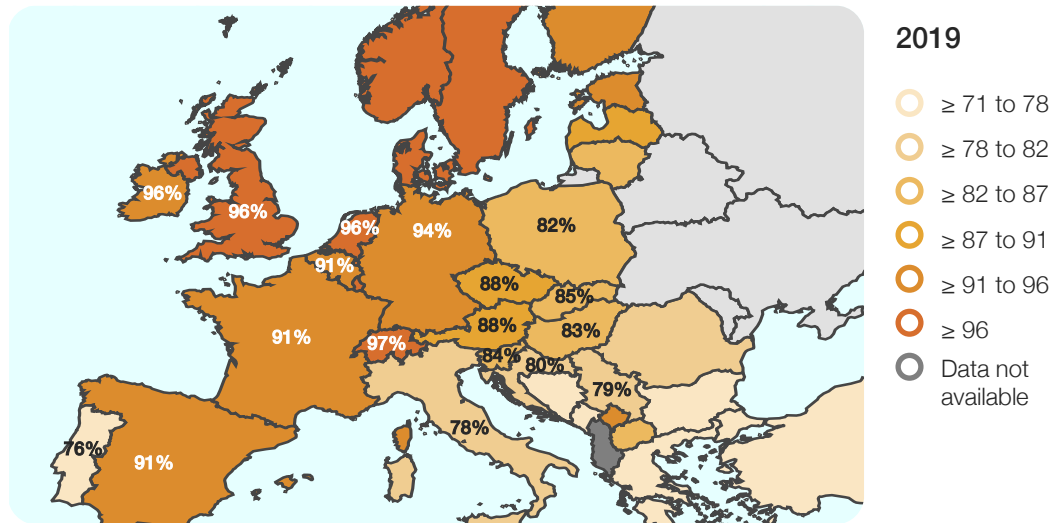 2019
≥ 71 to 78
≥ 78 to 82
≥ 82 to 87
≥ 87 to 91
≥ 91 to 96
≥ 96
Data not
available
96%
96%
96%
94%
82%
91%
88%
85%
91%
97%
88%
83%
84%
80%
79%
78%
76%
91%